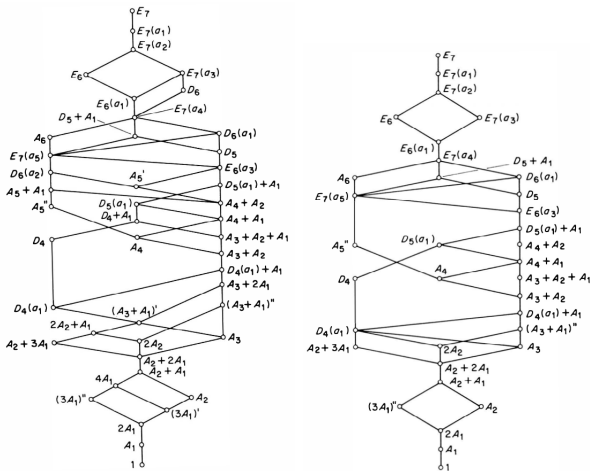 E7
E7(a1)
E7(a2)
E6
E7(a3)
D6
E6(a1)
E7(a4)
D5+A1
A6
D6(a1)
E7(a5)
D5
D6(a2)
E6(a3)
A5'
A5+A1
D5(a1)+A1
A5"
D5(a1)
A4+A2
D4+A1
A4+A1
D4
A4
A3+A2+A1
A3+A2
D4(a1)+A1
A3+2A1
D4(a1)
(A3+A1)'
(A3+A1)"
2A2+A1
A2+3A1
2A2
A3
A2+2A1
A2+A1
4A1
(3A1)"
A2
(3A1)'
2A1
A1
1
E7
E7(a1)
E7(a2)
E6
E7(a3)
E6(a1)
E7(a4)
D5+A1
A6
D6(a1)
E7(a5)
D5
E6(a3)
D5(a1)+A1
A5"
D5(a1)
A4+A2
A4+A1
D4
A4
A3+A2+A1
A3+A2
D4(a1)+A1
D4(a1)
(A3+A1)"
A2+3A1
2A2
A3
A2+2A1
A2+A1
(3A1)"
A2
2A1
A1
1